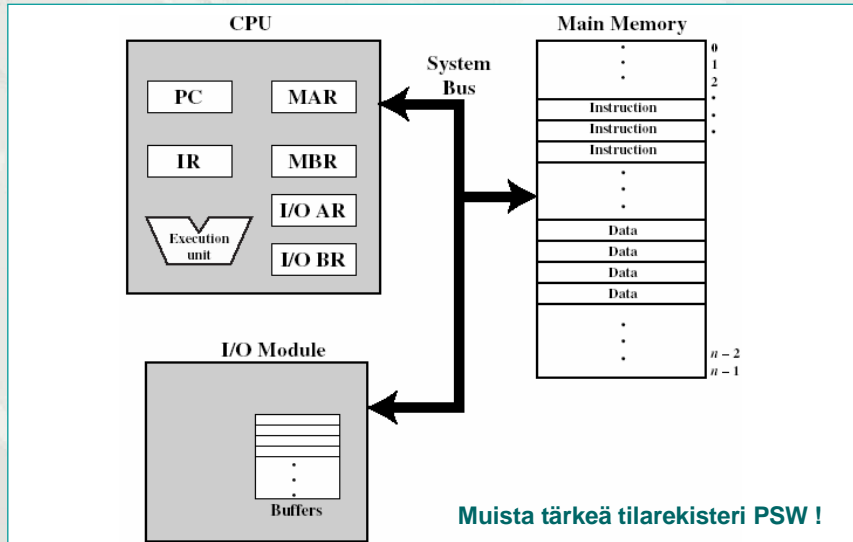 CPU
PC
MAR
IR
MBR
I/O AR
Execution
unit
I/O BR
System
Bus
Main Memory
0
1
2
Instruction
Instruction
Instruction
Data
Data
Data
Data
n – 2
n – 1
I/O Module
Buffers
Muista tärkeä tilarekisteri PSW !